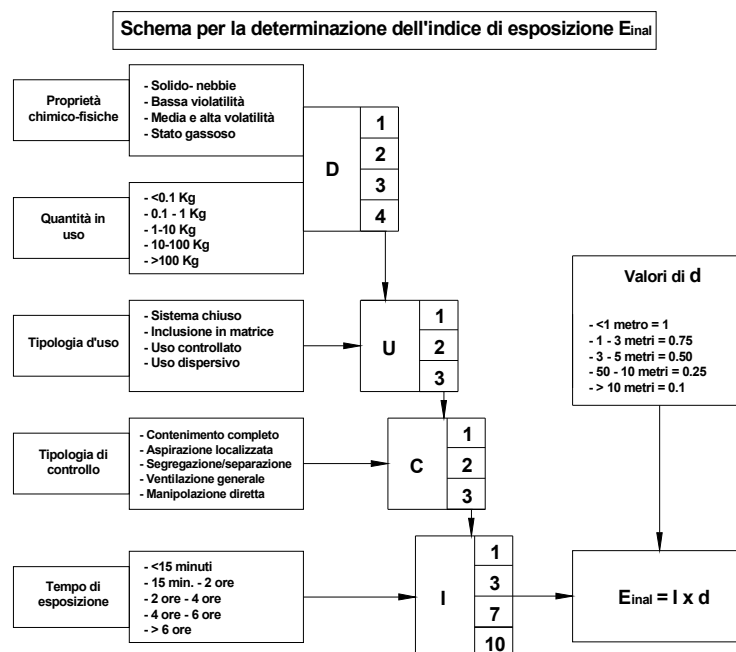 Schema per la determinazione dell'indice di esposizione Einal
Proprietà
chimico-fisiche
- Solido- nebbie
- Bassa violatilità
- Media e alta volatilità
- Stato gassoso
D
1
2
3
4
Quantità in
uso
- <0.1 Kg
- 0.1 - 1 Kg
- 1-10 Kg
- 10-100 Kg
- >100 Kg
Valori di d
- <1 metro = 1
- 1 - 3 metri = 0.75
- 3 - 5 metri = 0.50
- 50 - 10 metri = 0.25
- > 10 metri = 0.1
Tipologia d'uso
- Sistema chiuso
- Inclusione in matrice
- Uso controllato
- Uso dispersivo
U
1
2
3
Tipologia di
controllo
- Contenimento completo
- Aspirazione localizzata
- Segregazione/separazione
- Ventilazione generale
- Manipolazione diretta
C
1
2
3
Tempo di
esposizione
- <15 minuti
- 15 min. - 2 ore
- 2 ore - 4 ore
- 4 ore - 6 ore
- > 6 ore
I
1
3
7
10
Einal = I x d